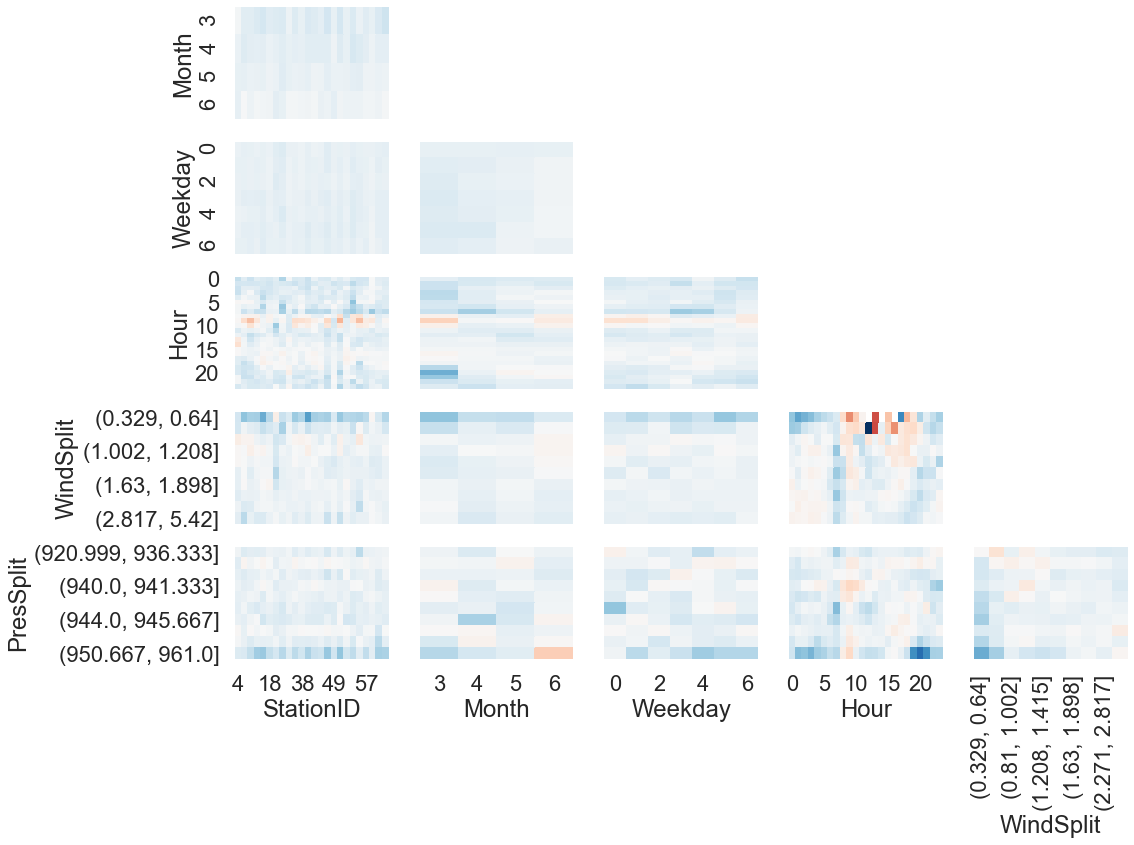 Month
3
4
5
6
Weekday
0
2
4
6
Hour
0
5
10
15
20
WindSplit
(0.329, 0.64]
(1.002, 1.208]
(1.63, 1.898]
(2.817, 5.42]
PresSplit
(920.999, 936.333]
(940.0, 941.333]
(944.0, 945.667]
(950.667, 961.0]
4 18 38 49 57
StationID
3 4 5 6
Month
0 2 4 6
Weekday
0 5 10 15 20
Hour
(0.329, 0.64]
(0.81, 1.002]
(1.208, 1.415]
(1.63, 1.898]
(2.271, 2.817]
WindSplit